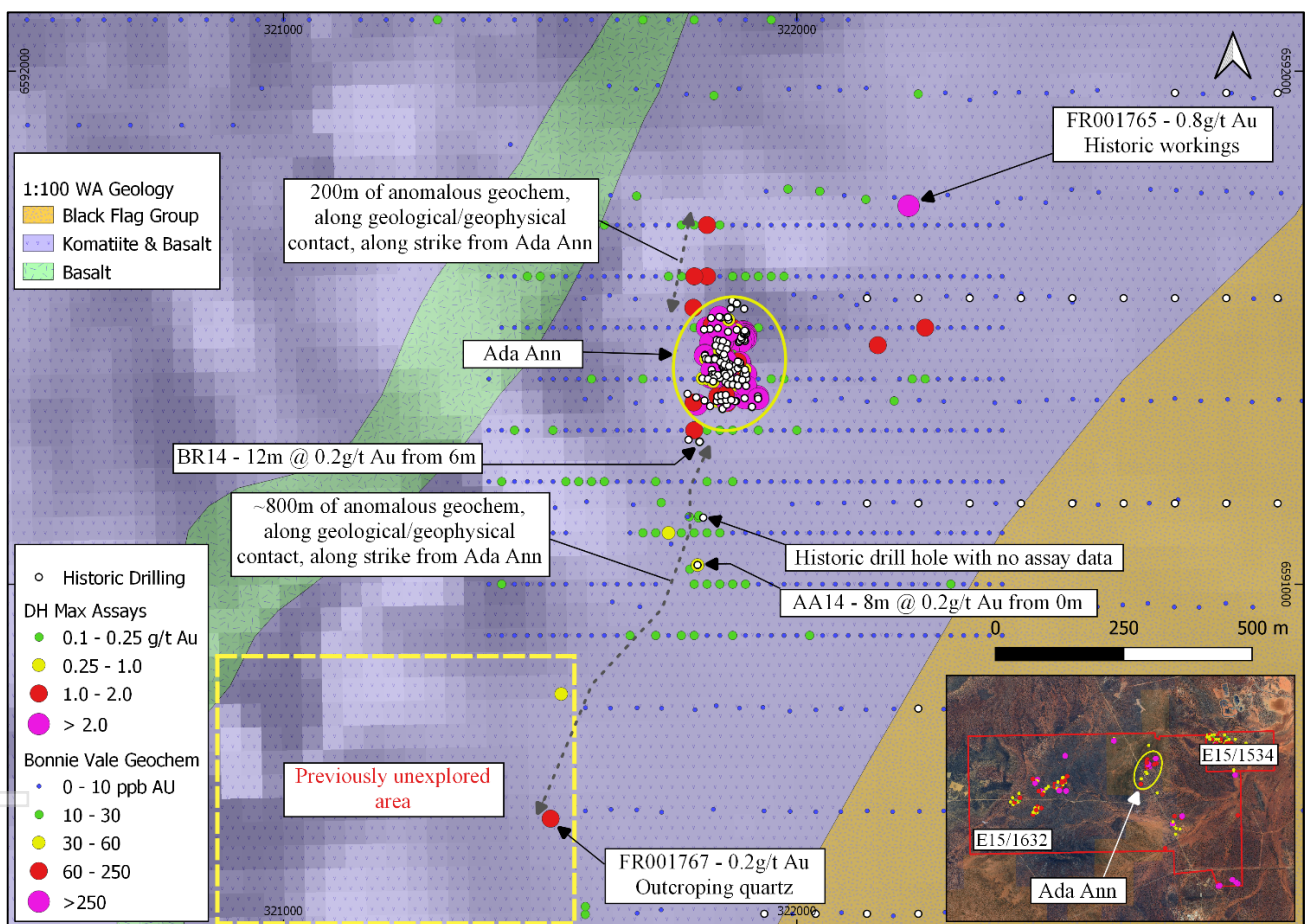 321000
322000
6592000
6592000
FR001765 - 0.8g/t Au
Historic workings
1:100 WA Geology
Black Flag Group
Komatiite & Basalt
Basalt
200m of anomalous geochem,
along geological/geophysical
contact, along strike from Ada Ann
Ada Ann
BR14 - 12m @ 0.2g/t Au from 6m
~800m of anomalous geochem,
along geological/geophysical
contact, along strike from Ada Ann
Historic drill hole with no assay data
AA14 - 8m @ 0.2g/t Au from 0m
6591000
0 250 500 m
Historic Drilling
DH Max Assays
0.1 - 0.25 g/t Au
0.25 - 1.0
1.0 - 2.0
> 2.0
Bonnie Vale Geochem
0 - 10 ppb AU
10 - 30
30 - 60
60 - 250
>250
Previously unexplored
area
FR001767 - 0.2g/t Au
Outcroping quartz
E15/1534
E15/1632
Ada Ann
321000
322000